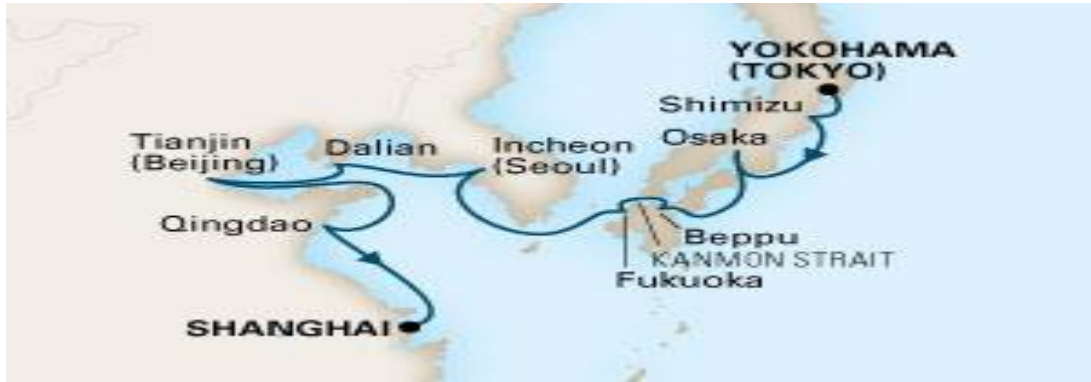 YOKOHAMA
(TOKYO)
Shimizu
Osaka
Tianjin
(Beijing)
Dalian
Incheon
(Seoul)
Qingdao
Beppu
KANMON STRAIT
Fukuoka
SHANGHAI